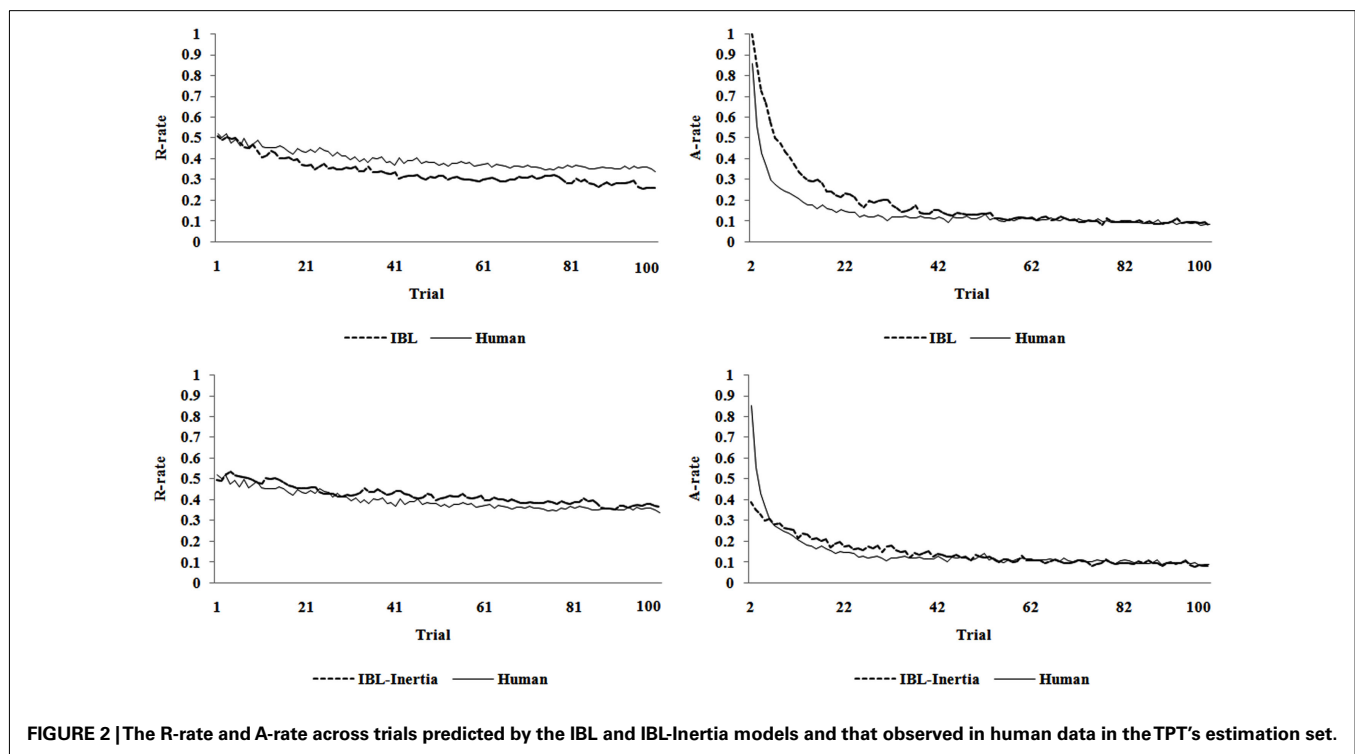 1
0.9
0.8
0.7
0.6
0.5
0.4
0.3
0.2
0.1
0
R-rate
1 21 41 61 81 100
Trial
IBL Human
1
0.9
0.8
0.7
0.6
0.5
0.4
0.3
0.2
0.1
0
A-rate
2 22 42 62 82 100
Trial
IBL Human
1
0.9
0.8
0.7
0.6
0.5
0.4
0.3
0.2
0.1
0
R-rate
1 21 41 61 81 100
Trial
IBL-Inertia Human
1
0.9
0.8
0.7
0.6
0.5
0.4
0.3
0.2
0.1
0
A-rate
2 22 42 62 82 100
Trial
IBL-Inertia Human
FIGURE 2 | The R-rate and A-rate across trials predicted by the IBL and IBL-Inertia models and that observed in human data in the TPT's estimation set.